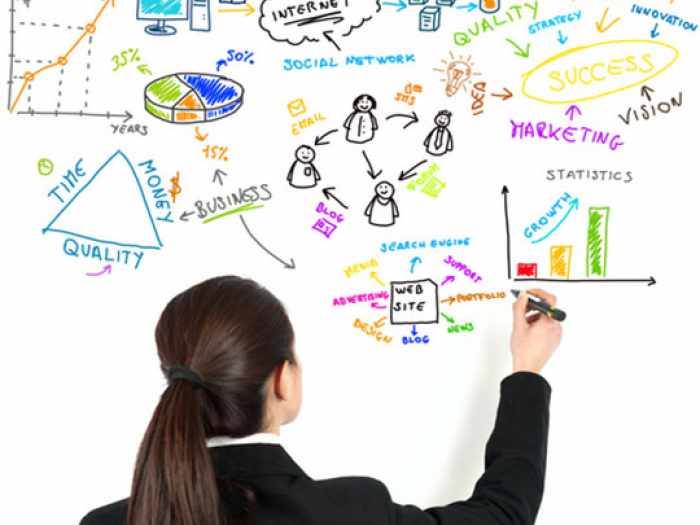 INTERNET
QUALITY
STRATEGY
INNOVATION
35%
50%
SOCIAL NETWORK
SUCCESS
IDEA
SMS
EMAIL
VISION
YEARS
MARKETING
15%
TIME
MONEY
$
BUSINESS
QUALITY
FORUM
BLOG
STATISTICS
GROWTH
SEARCH ENGINE
MEDIA
SUPPORT
ADVERTISING
WEB
SITE
PORTFOLIO
DESIGN
NEWS
BLOG